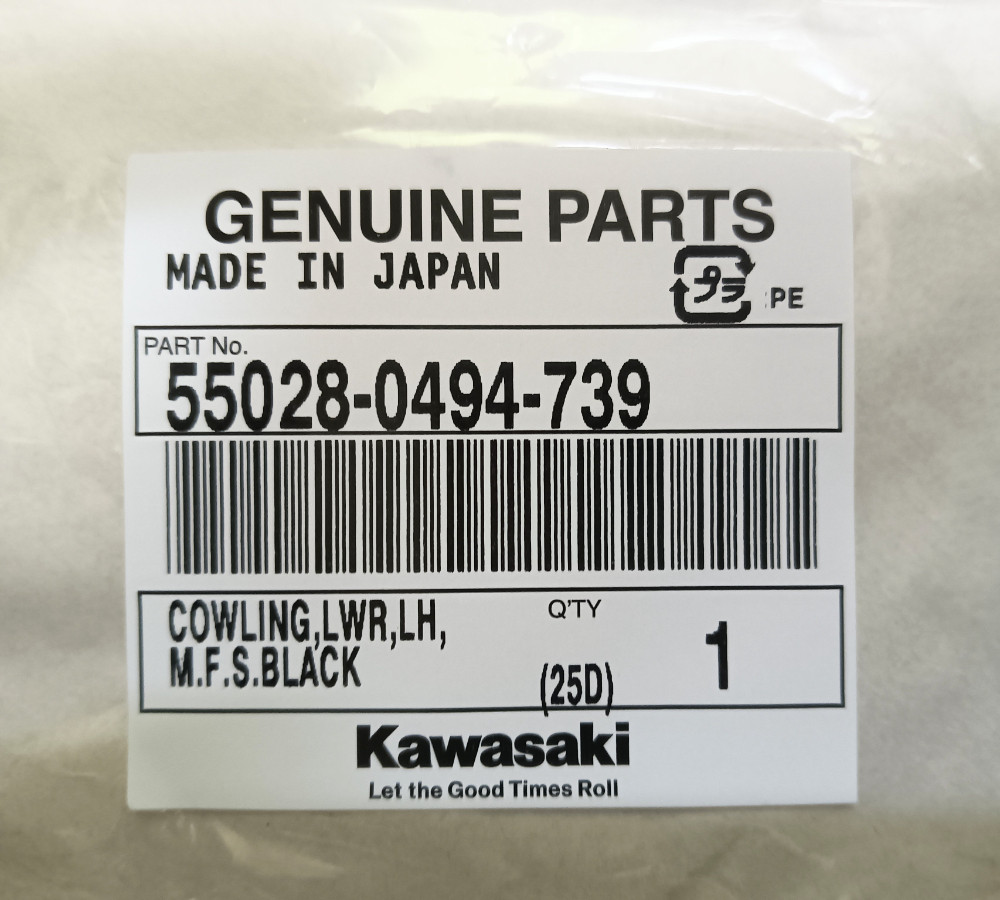 GENUINE PARTS
MADE IN JAPAN
プラ :PE
PART No.
55028-0494-739
COWLING,LWR,LH,
M.F.S.BLACK
Q'TY
(25D)
1
Kawasaki
Let the Good Times Roll